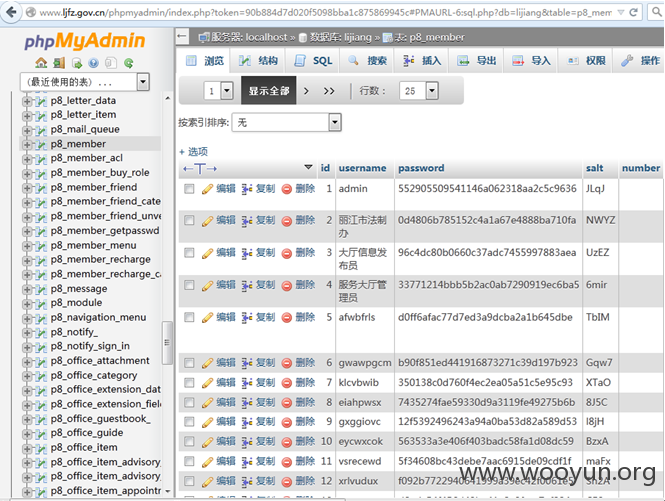 www.ljfz.gov.cn/phpmyadmin/index.php?token=90b884d7d020f5098bba1c875869945c#PMAURL-6:sql.php?db=lijiang&table=p8_mem
phpMyAdmin
(最近使用的表) ...
p8_letter_data
p8_letter_item
p8_mail_queue
p8_member
p8_member_acl
p8_member_buy_role
p8_member_friend
p8_member_friend_cate
p8_member_friend_unve
p8_member_getpasswd
p8_member_menu
p8_member_recharge
p8_member_recharge_ca
p8_message
p8_module
p8_navigation_menu
p8_notify_
p8_notify_sign_in
p8_office_attachment
p8_office_category
p8_office_extension_dat
p8_office_extension_field
p8_office_guestbook_
p8_office_guide
p8_office_item
p8_office_item_advisory_
p8_office_item_advisory_
p8_office_item_appointr
服务器: localhost » 数据库: lijiang » 表: p8_member
浏览 结构 SQL 搜索 插入 导出 导入 权限 操作
1 显示全部 > >> 行数: 25
按索引排序: 无
+ 选项
←T→ id username password salt number
编辑 复制 删除 1 admin 552905509541146a062318aa2c5c9636 JLqJ
编辑 复制 删除 2 丽江市法制办 0d4806b785152c4a1a67e4888ba710fa NWYZ
编辑 复制 删除 3 大厅信息发布员 96c4dc80b0660c37adc7455997883aea UzEZ
编辑 复制 删除 4 服务大厅管理员 33771214bbb5b2ac0ab7290919ec6ba5 6mir
编辑 复制 删除 5 afwbfrls d0ff6afac77d7ed3a9dcba2a1b645dbe TbIM
编辑 复制 删除 6 gwawpgcm b90f851ed441916873271c39d197b923 Gqw7
编辑 复制 删除 7 klcvbwib 350138c0d760f4ec2ea05a51c5e95c93 XTaO
编辑 复制 删除 8 eiahpwsx 7435274fae59330d9a3119fe49275b6b 8J5C
编辑 复制 删除 9 gxggiovc 12f5392496243a94a0ba53d82a589d53 I8jH
编辑 复制 删除 10 eycwxcok 563533a3e406f403badc58fa1d08dc59 BzxA
编辑 复制 删除 11 vsrecewd 5f34608bc43debe7aac6915de09cdf1f maFx
编辑 复制 删除 12 xrlvudux
www.wooyun.org